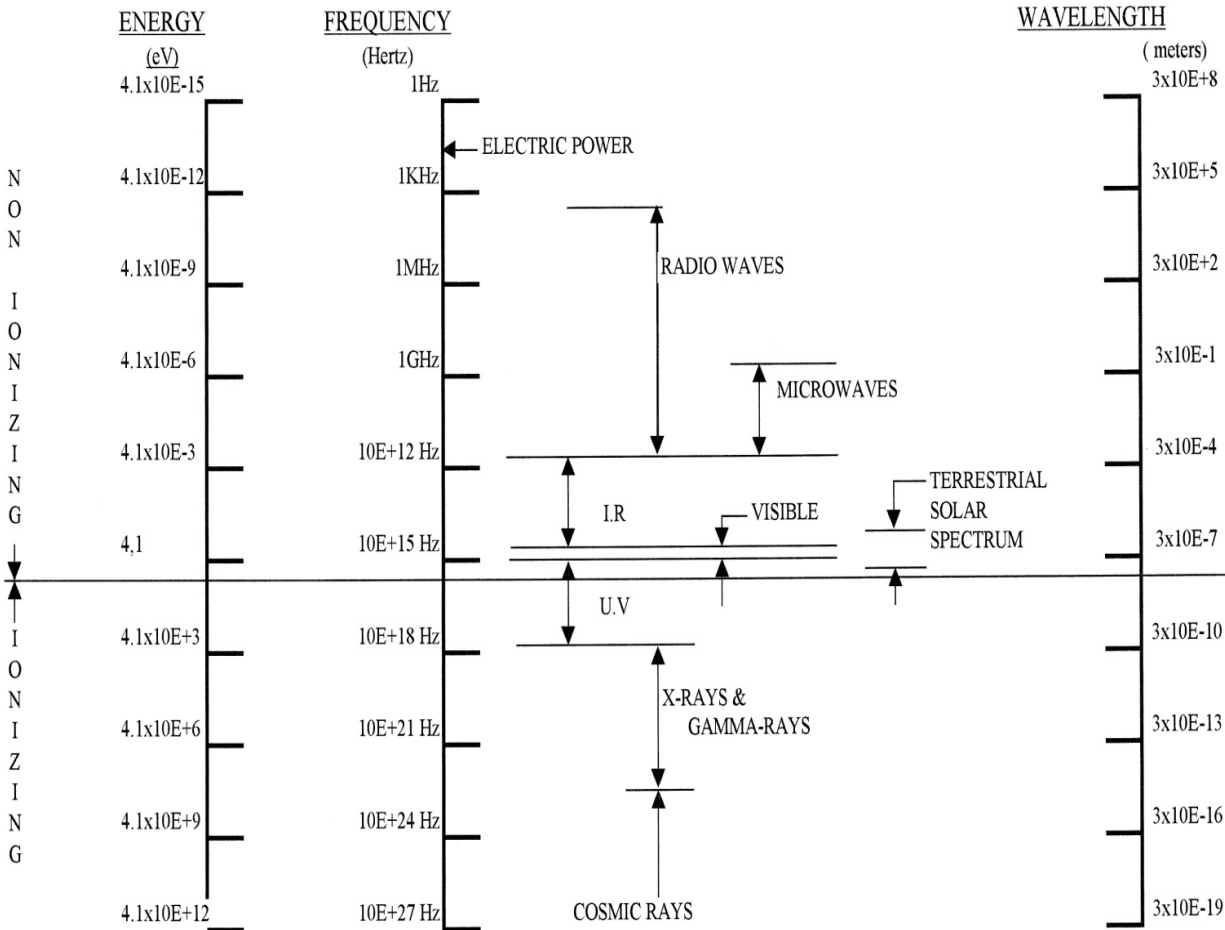 ENERGY
(eV)
FREQUENCY
(Hertz)
WAVELENGTH
( meters)
4.1x10E-15
1Hz
3x10E+8
ELECTRIC POWER
4.1x10E-12
1KHz
3x10E+5
4.1x10E-9
1MHz
RADIO WAVES
3x10E+2
4.1x10E-6
1GHz
3x10E-1
MICROWAVES
4.1x10E-3
10E+12 Hz
3x10E-4
I.R
VISIBLE
TERRESTRIAL
SOLAR
SPECTRUM
4,1
10E+15 Hz
3x10E-7
U.V
4.1x10E+3
10E+18 Hz
3x10E-10
X-RAYS &
GAMMA-RAYS
4.1x10E+6
10E+21 Hz
3x10E-13
4.1x10E+9
10E+24 Hz
3x10E-16
4.1x10E+12
10E+27 Hz
COSMIC RAYS
3x10E-19
NON IONIZING
IONIZING